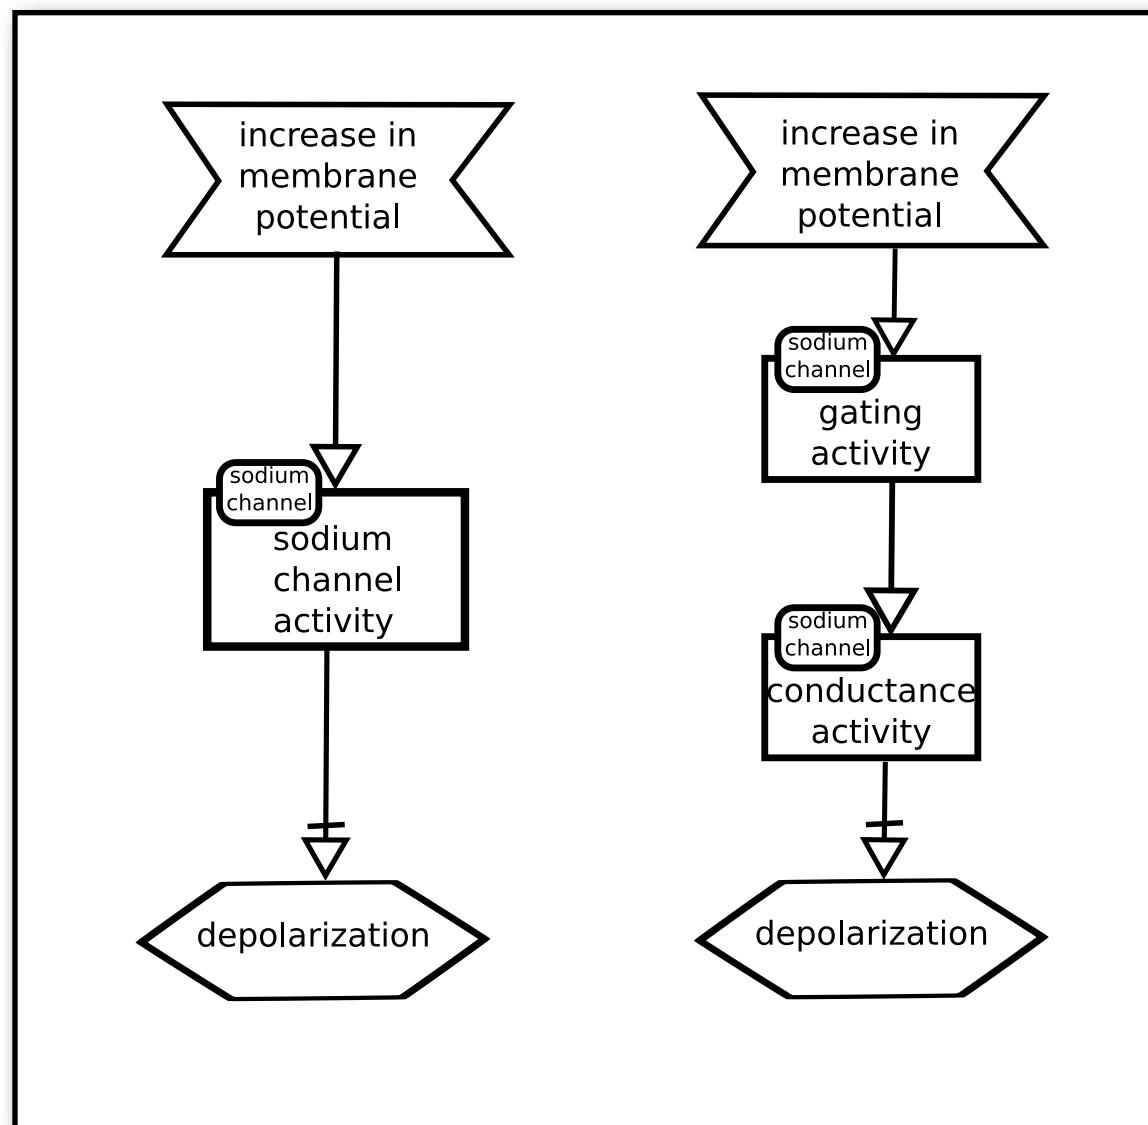 increase in
membrane
potential
sodium
channel
sodium
channel
activity
depolarization
increase in
membrane
potential
sodium
channel
gating
activity
sodium
channel
conductance
activity
depolarization